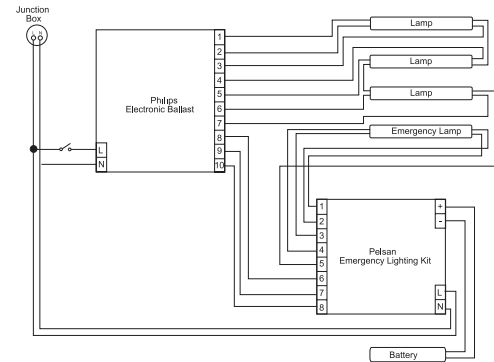 Junction
Box
L N
Philips
Electronic Ballast
1
2
3
4
5
6
7
8
9
10
L
N
Lamp
Lamp
Lamp
Emergency Lamp
Pelsan
Emergency Lighting Kit
1
2
3
4
5
6
7
8
+
-
L
N
Battery